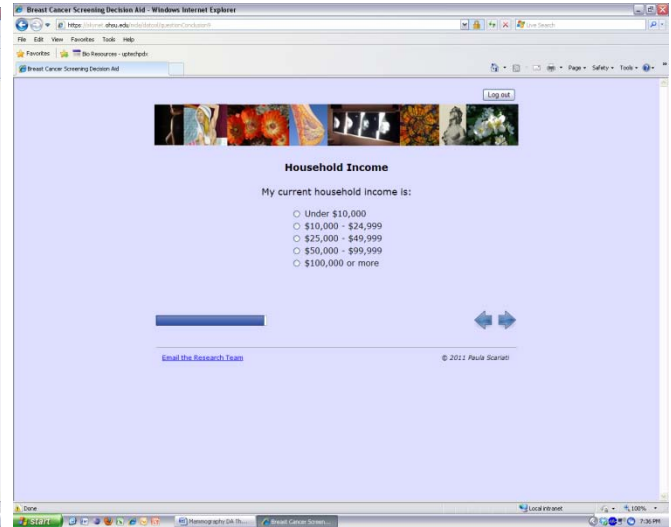 Breast Cancer Screening Decision Aid - Windows Internet Explorer
Live Search
File Edit View Favorites Tools Help
Favorites Bio Resources - uptechpdx
Breast Cancer Screening Decision Aid
Page Safety Tools
Log out
Household Income
My current household income is:
Under $10,000
$10,000 - $24,999
$25,000 - $49,999
$50,000 - $99,999
$100,000 or more
Email the Research Team
© 2011 Paula Scariati
Done
Local intranet
100%
start
Mammography DA Th...
Breast Cancer Screen...
7:36 PM